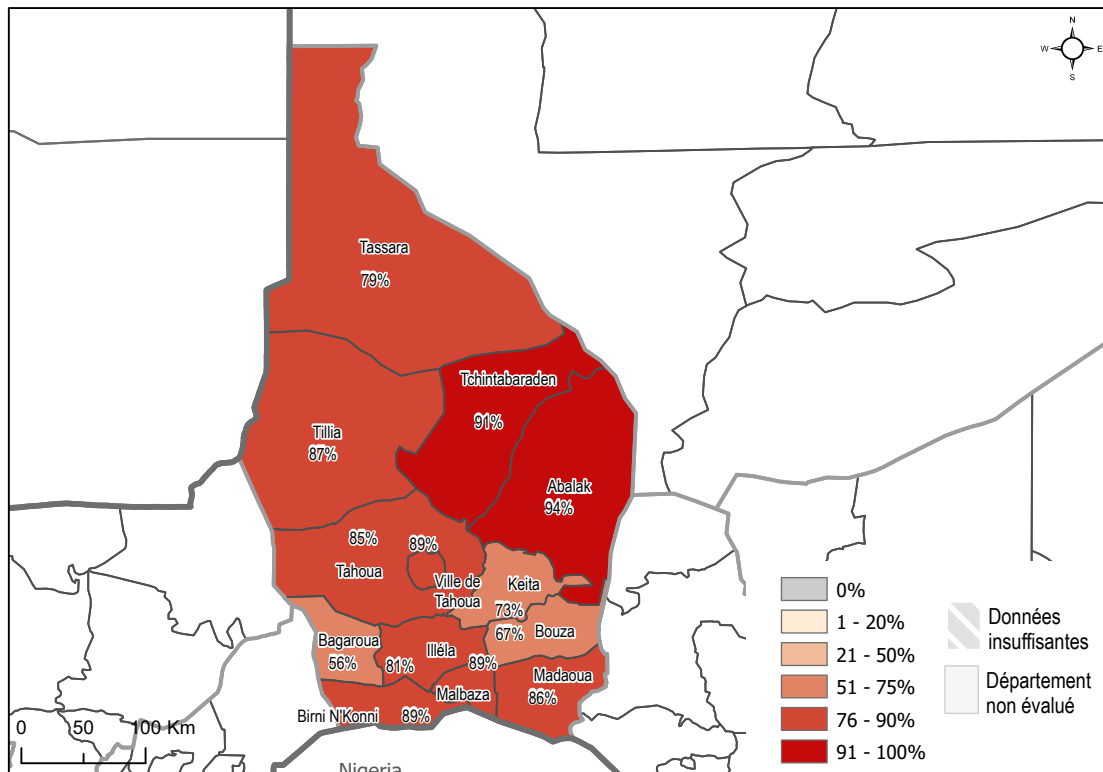 N
W E
S
Tassara
79%
Tchintabaraden
91%
Tillia
87%
Abalak
94%
85%
89%
Tahoua
Ville de
Tahoua
Keita
73%
67%
Bouza
Bagaroua
56%
Illéla
81%
89%
Malbaza
Madaoua
86%
Birni N'Konni
89%
0 50 100 Km
Nigeria
0%
1 - 20%
21 - 50%
51 - 75%
76 - 90%
91 - 100%
Données
insuffisantes
Département
non évalué